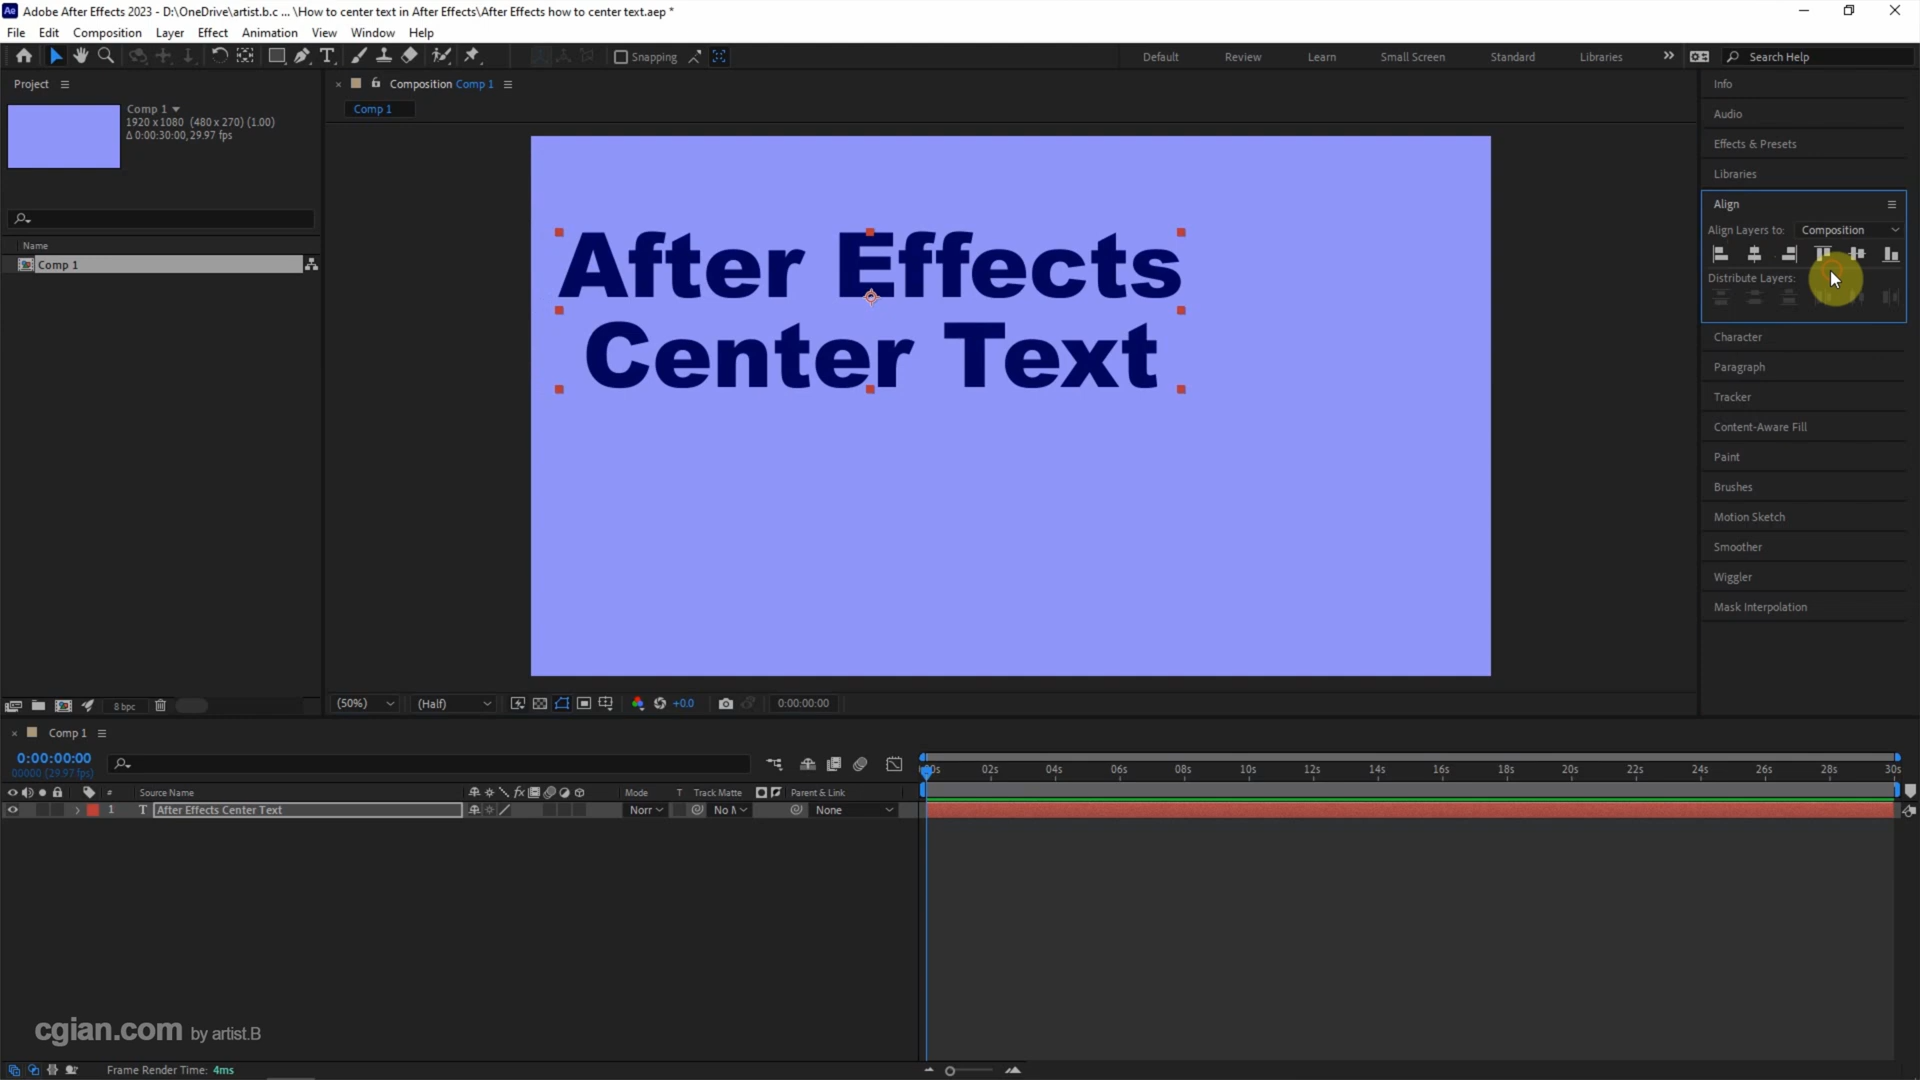 Adobe After Effects 2023 - D:\OneDrive\artist.b.c ... \How to center text in After Effects\After Effects how to center text.aep *
File Edit Composition Layer Effect Animation View Window Help
Snapping Default Review Learn Small Screen Standard Libraries Search Help
Project
Composition Comp 1
Comp 1
Comp 1
1920 x 1080 (480 x 270) (1.00)
Δ 0:00:30:00, 29.97 fps
Name
Comp 1
After Effects
Center Text
Info
Audio
Effects & Presets
Libraries
Align
Align Layers to: Composition
Distribute Layers:
Character
Paragraph
Tracker
Content-Aware Fill
Paint
Brushes
Motion Sketch
Smoother
Wiggler
Mask Interpolation
8 bpc
(50%) (Half) +0.0 0:00:00:00
Comp 1
0:00:00:00
00000 (29.97 fps)
02s 04s 06s 08s 10s 12s 14s 16s 18s 20s 22s 24s 26s 28s 30s
# Source Name fx Mode T Track Matte Parent & Link
1 T After Effects Center Text Norr No M None
cgian.com by artist.B
Frame Render Time: 4ms